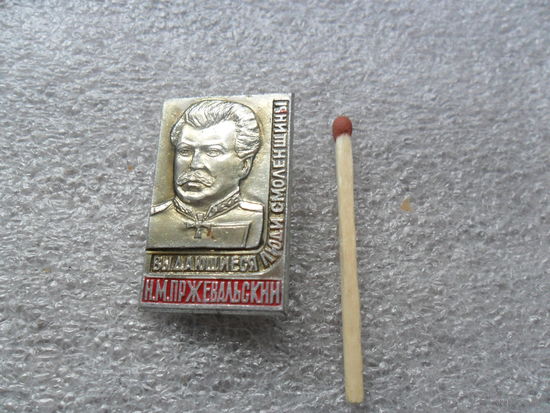 ВЫДАЮЩИЕСЯ ЛЮДИ СМОЛЕНЩИНЫ
Н.М.ПРЖЕВАЛЬСКИЙ